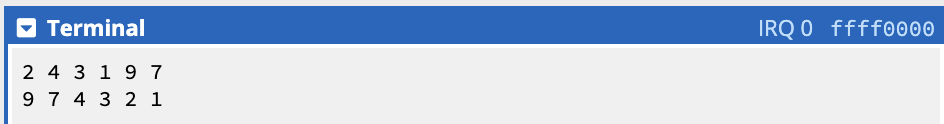 Terminal IRQ 0 ffff0000
2 4 3 1 9 7
9 7 4 3 2 1